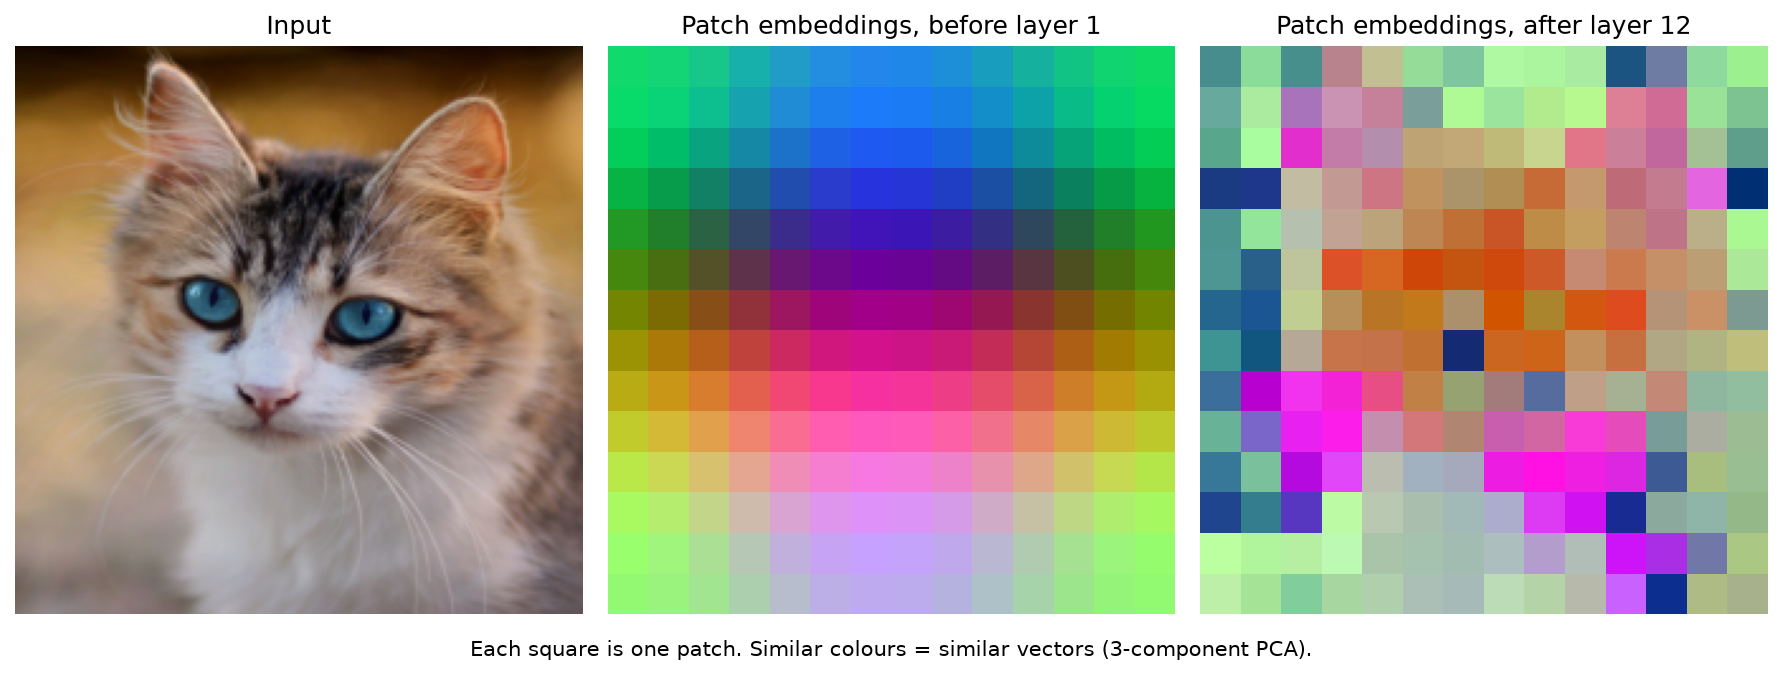 Input
Patch embeddings, before layer 1
Patch embeddings, after layer 12
Each square is one patch. Similar colours = similar vectors (3-component PCA).